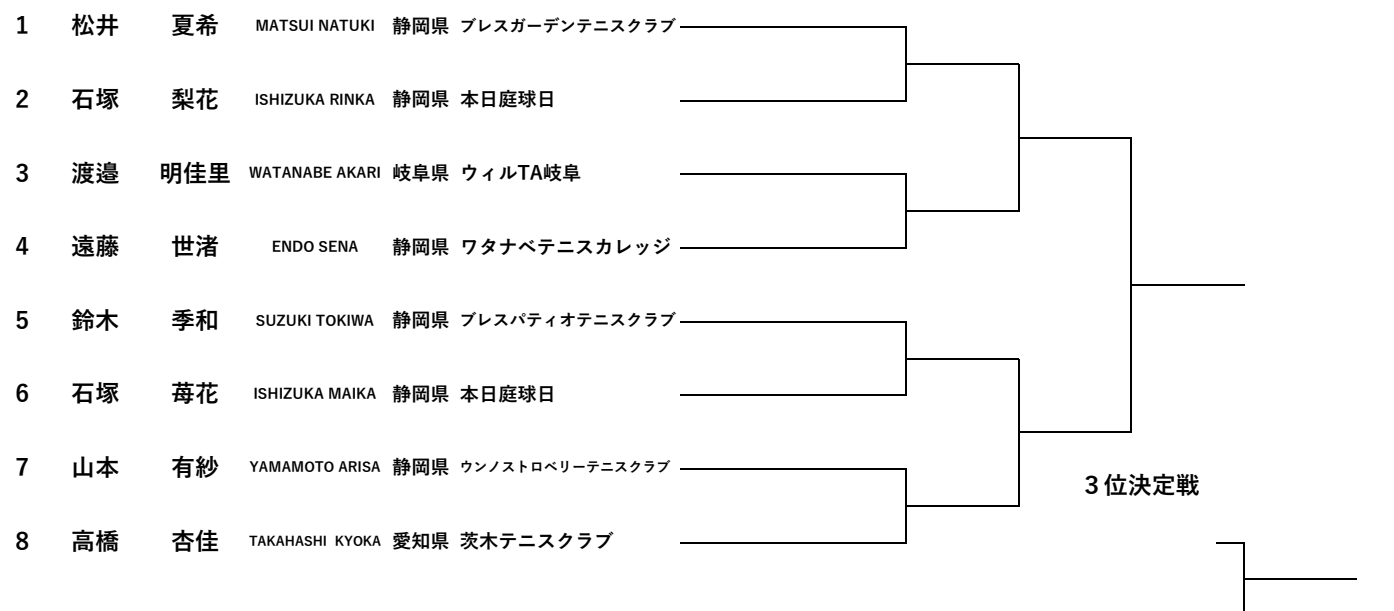 1 松井 夏希 MATSUI NATUKI 静岡県 ブレスガーデンテニスクラブ
2 石塚 梨花 ISHIZUKA RINKA 静岡県 本日庭球日
3 渡邉 明佳里 WATANABE AKARI 岐阜県 ウィルTA岐阜
4 遠藤 世渚 ENDO SENA 静岡県 ワタナベテニスカレッジ
5 鈴木 季和 SUZUKI TOKIWA 静岡県 ブレスパティオテニスクラブ
6 石塚 苺花 ISHIZUKA MAIKA 静岡県 本日庭球日
7 山本 有紗 YAMAMOTO ARISA 静岡県 ウンノストロベリーテニスクラブ
3位決定戦
8 高橋 杏佳 TAKAHASHI KYOKA 愛知県 茨木テニスクラブ